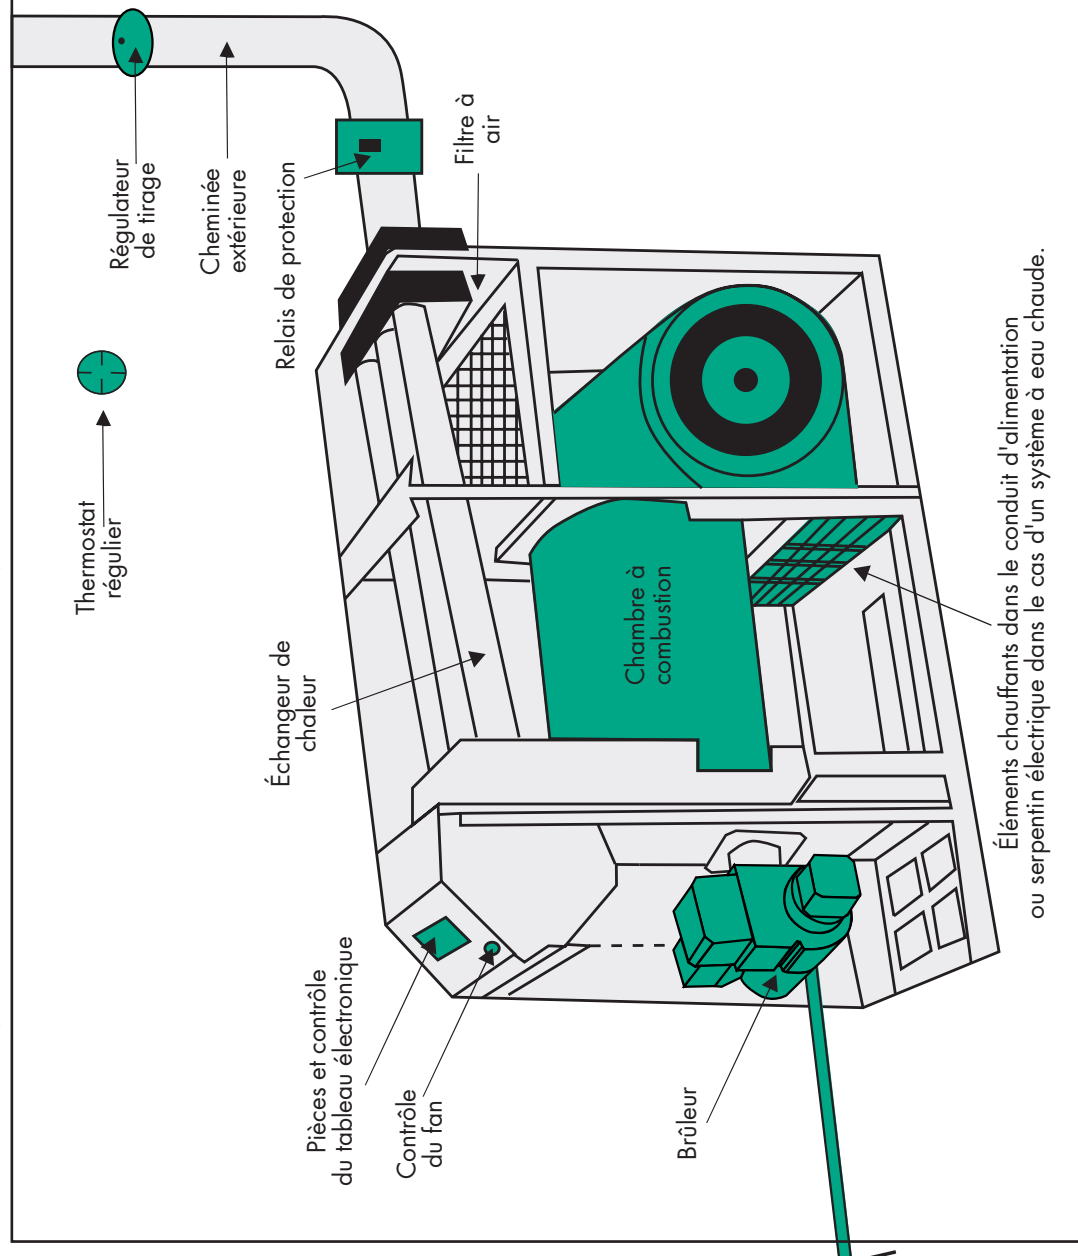 Régulateur
de tirage
Cheminée
extérieure
Relais de protection
Filtre à
air
Thermostat
régulier
Échangeur de
chaleur
Chambre à
combustion
Éléments chauffants dans le conduit d'alimentation
ou serpentin électrique dans le cas d'un système à eau chaude.
Pièces et contrôle
du tableau électronique
Contrôle
du fan
Brûleur